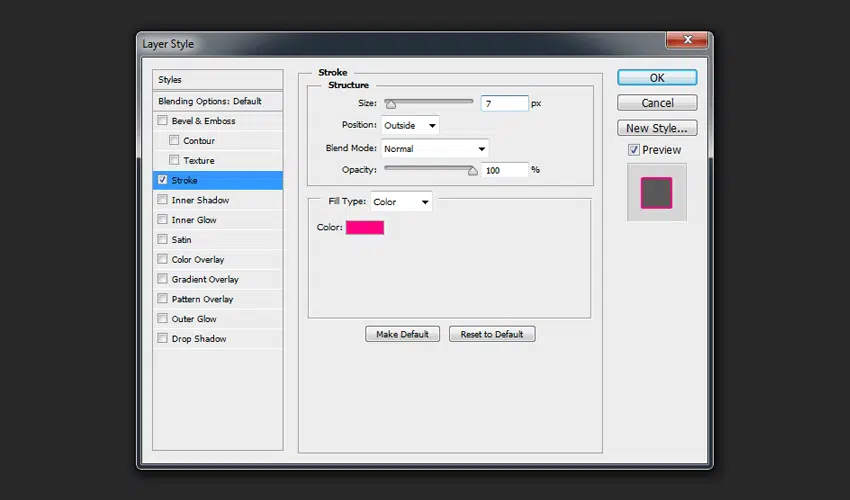 Layer Style
x
Styles
Blending Options: Default
Bevel & Emboss
Contour
Texture
Stroke
Inner Shadow
Inner Glow
Satin
Color Overlay
Gradient Overlay
Pattern Overlay
Outer Glow
Drop Shadow
Stroke
Structure
Size: 7 px
Position: Outside
Blend Mode: Normal
Opacity: 100 %
Fill Type: Color
Color:
Make Default Reset to Default
OK
Cancel
New Style...
Preview